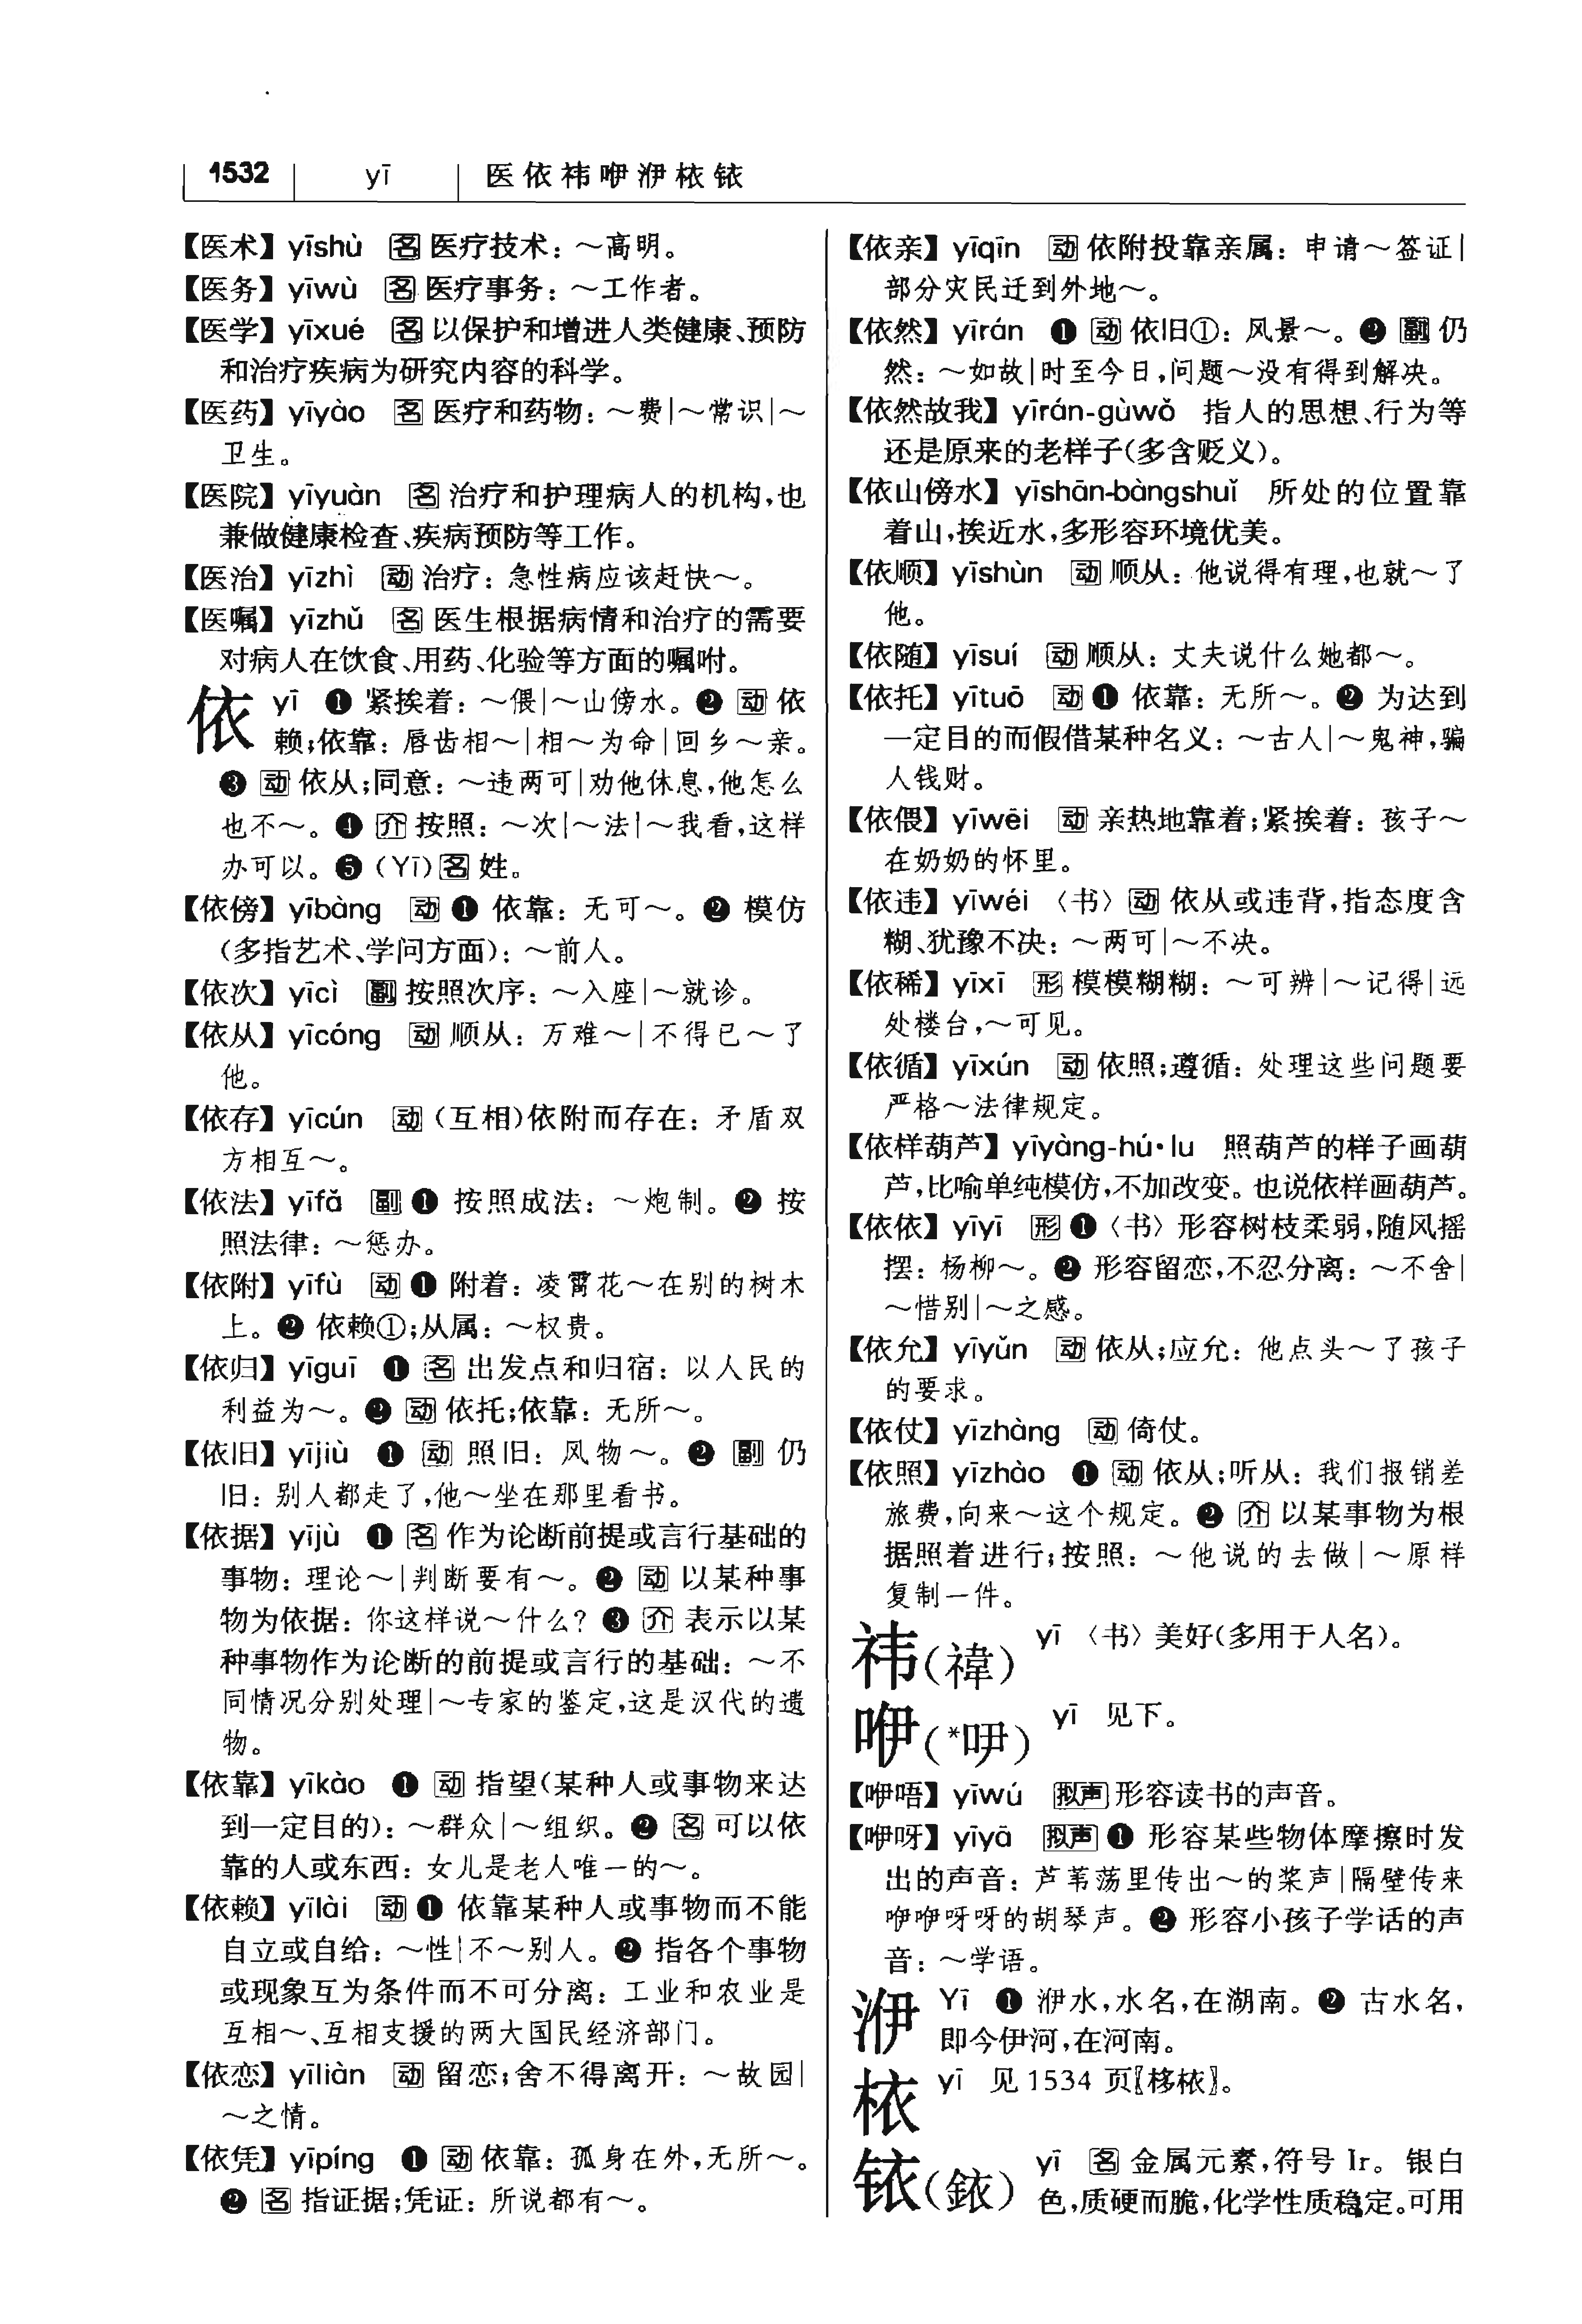 1532 yī 医依祎咿洢椅铱
【医术】yīshù 名 医疗技术：～高明。
【医务】yīwù 名 医疗事务：～工作者。
【医学】yīxué 名 以保护和增进人类健康、预防
和治疗疾病为研究内容的科学。
【医药】yīyào 名 医疗和药物：～费|～常识|～
卫生。
【医院】yīyuàn 名 治疗和护理病人的机构，也
兼做健康检查、疾病预防等工作。
【医治】yīzhì 动 治疗：急性病应该赶快～。
【医嘱】yīzhǔ 名 医生根据病情和治疗的需要
对病人在饮食、用药、化验等方面的嘱咐。
依 yī ❶ 紧挨着：～偎|～山傍水。❷ 动 依
赖；依靠：唇齿相～|相～为命|回乡～亲。
❸ 动 依从；同意：～违两可|劝他休息，他怎么
也不～。❹ 介 按照：～次|～法|～我看，这样
办可以。❺（Yī）名 姓。
【依傍】yībàng 动 ❶ 依靠：无可～。❷ 模仿
（多指艺术、学问方面）：～前人。
【依次】yīcì 副 按照次序：～入座|～就诊。
【依从】yīcóng 动 顺从：万难～|不得已～了
他。
【依存】yīcún 动（互相）依附而存在：矛盾双
方相互～。
【依法】yīfǎ 副 ❶ 按照成法：～炮制。❷ 按
照法律：～惩办。
【依附】yīfù 动 ❶ 附着：凌霄花～在别的树木
上。❷ 依赖①；从属：～权贵。
【依归】yīguī ❶ 名 出发点和归宿：以人民的
利益为～。❷ 动 依托；依靠：无所～。
【依旧】yījiù ❶ 动 照旧：风物～。❷ 副 仍
旧：别人都走了，他～坐在那里看书。
【依据】yījù ❶ 名 作为论断前提或言行基础的
事物：理论～|判断要有～。❷ 动 以某种事
物为依据：你这样说～什么？❸ 介 表示以某
种事物作为论断的前提或言行的基础：～不
同情况分别处理|～专家的鉴定，这是汉代的遗
物。
【依靠】yīkào ❶ 动 指望（某种人或事物来达
到一定目的）：～群众|～组织。❷ 名 可以依
靠的人或东西：女儿是老人唯一的～。
【依赖】yīlài 动 ❶ 依靠某种人或事物而不能
自立或自给：～性|不～别人。❷ 指各个事物
或现象互为条件而不可分离：工业和农业是
互相～、互相支援的两大国民经济部门。
【依恋】yīliàn 动 留恋；舍不得离开：～故园|
～之情。
【依凭】yīpíng ❶ 动 依靠：孤身在外，无所～。
❷ 名 指证据；凭证：所说都有～。
【依亲】yīqīn 动 依附投靠亲属：申请～签证|
部分灾民迁到外地～。
【依然】yīrán ❶ 动 依旧①：风景～。❷ 副 仍
然：～如故|时至今日，问题～没有得到解决。
【依然故我】yīrán-gùwǒ 指人的思想、行为等
还是原来的老样子（多含贬义）。
【依山傍水】yīshān-bàngshuǐ 所处的位置靠
着山，挨近水，多形容环境优美。
【依顺】yīshùn 动 顺从：他说得有理，也就～了
他。
【依随】yīsuí 动 顺从：丈夫说什么她都～。
【依托】yītuō 动 ❶ 依靠：无所～。❷ 为达到
一定目的而假借某种名义：～古人|～鬼神，骗
人钱财。
【依偎】yīwēi 动 亲热地靠着；紧挨着：孩子～
在奶奶的怀里。
【依违】yīwéi 〈书〉动 依从或违背，指态度含
糊、犹豫不决：～两可|～不决。
【依稀】yīxī 形 模模糊糊：～可辨|～记得|远
处楼台，～可见。
【依循】yīxún 动 依照；遵循：处理这些问题要
严格～法律规定。
【依样葫芦】yīyàng-hú·lu 照葫芦的样子画葫
芦，比喻单纯模仿，不加改变。也说依样画葫芦。
【依依】yīyī 形 ❶〈书〉形容树枝柔弱，随风摇
摆：杨柳～。❷ 形容留恋，不忍分离：～不舍|
～惜别|～之感。
【依允】yīyǔn 动 依从；应允：他点头～了孩子
的要求。
【依仗】yīzhàng 动 倚仗。
【依照】yīzhào ❶ 动 依从；听从：我们报销差
旅费，向来～这个规定。❷ 介 以某事物为根
据照着进行；按照：～他说的去做|～原样
复制一件。
祎（禕） yī 〈书〉美好（多用于人名）。
咿（*吚） yī 见下。
【咿唔】yīwú 拟声 形容读书的声音。
【咿呀】yīyā 拟声 ❶ 形容某些物体摩擦时发
出的声音：芦苇荡里传出～的桨声|隔壁传来
咿咿呀呀的胡琴声。❷ 形容小孩子学话的声
音：～学语。
洢 Yī ❶ 洢水，水名，在湖南。❷ 古水名，
即今伊河，在河南。
栘 yī 见1534 页〖栘栘〗。
铱（銥） yī 名 金属元素，符号 Ir。银白
色，质硬而脆，化学性质稳定。可用